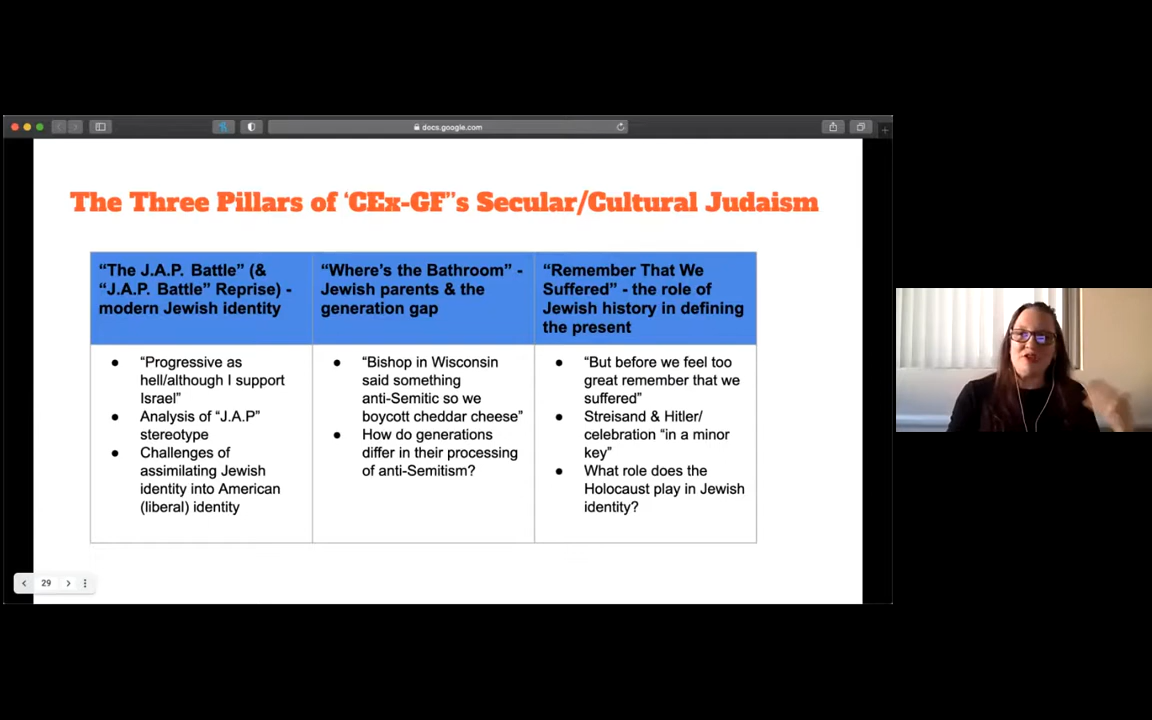 docs.google.com
The Three Pillars of ‘CEx-GF”s Secular/Cultural Judaism
“The J.A.P. Battle” (&
“J.A.P. Battle” Reprise) -
modern Jewish identity
“Where’s the Bathroom” -
Jewish parents & the
generation gap
“Remember That We
Suffered” - the role of
Jewish history in defining
the present
● “Progressive as
hell/although I support
Israel”
● Analysis of “J.A.P”
stereotype
● Challenges of
assimilating Jewish
identity into American
(liberal) identity
● “Bishop in Wisconsin
said something
anti-Semitic so we
boycott cheddar cheese”
● How do generations
differ in their processing
of anti-Semitism?
● “But before we feel too
great remember that we
suffered”
● Streisand & Hitler/
celebration “in a minor
key”
● What role does the
Holocaust play in Jewish
identity?
29